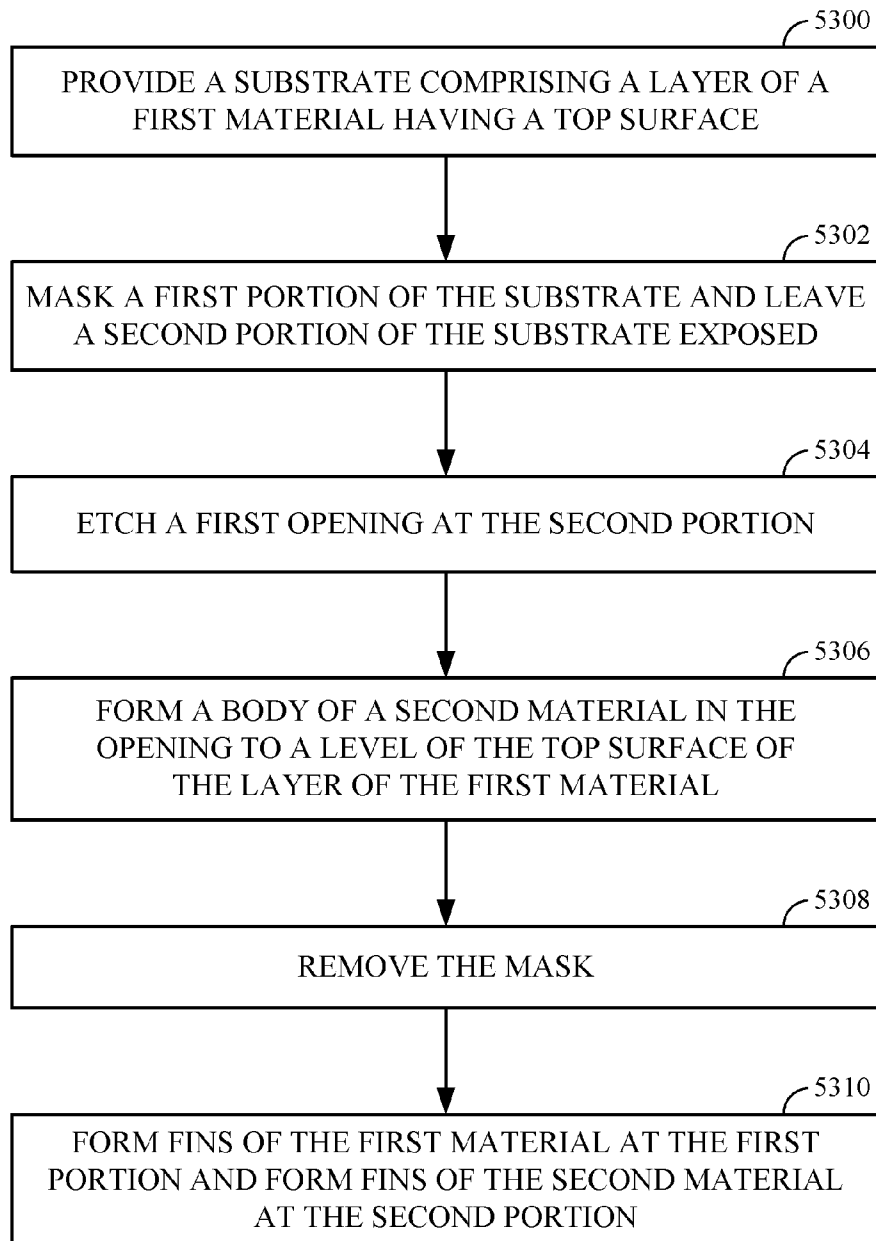 5300
PROVIDE A SUBSTRATE COMPRISING A LAYER OF A
FIRST MATERIAL HAVING A TOP SURFACE
5302
MASK A FIRST PORTION OF THE SUBSTRATE AND LEAVE
A SECOND PORTION OF THE SUBSTRATE EXPOSED
5304
ETCH A FIRST OPENING AT THE SECOND PORTION
5306
FORM A BODY OF A SECOND MATERIAL IN THE
OPENING TO A LEVEL OF THE TOP SURFACE OF
THE LAYER OF THE FIRST MATERIAL
5308
REMOVE THE MASK
5310
FORM FINS OF THE FIRST MATERIAL AT THE FIRST
PORTION AND FORM FINS OF THE SECOND MATERIAL
AT THE SECOND PORTION